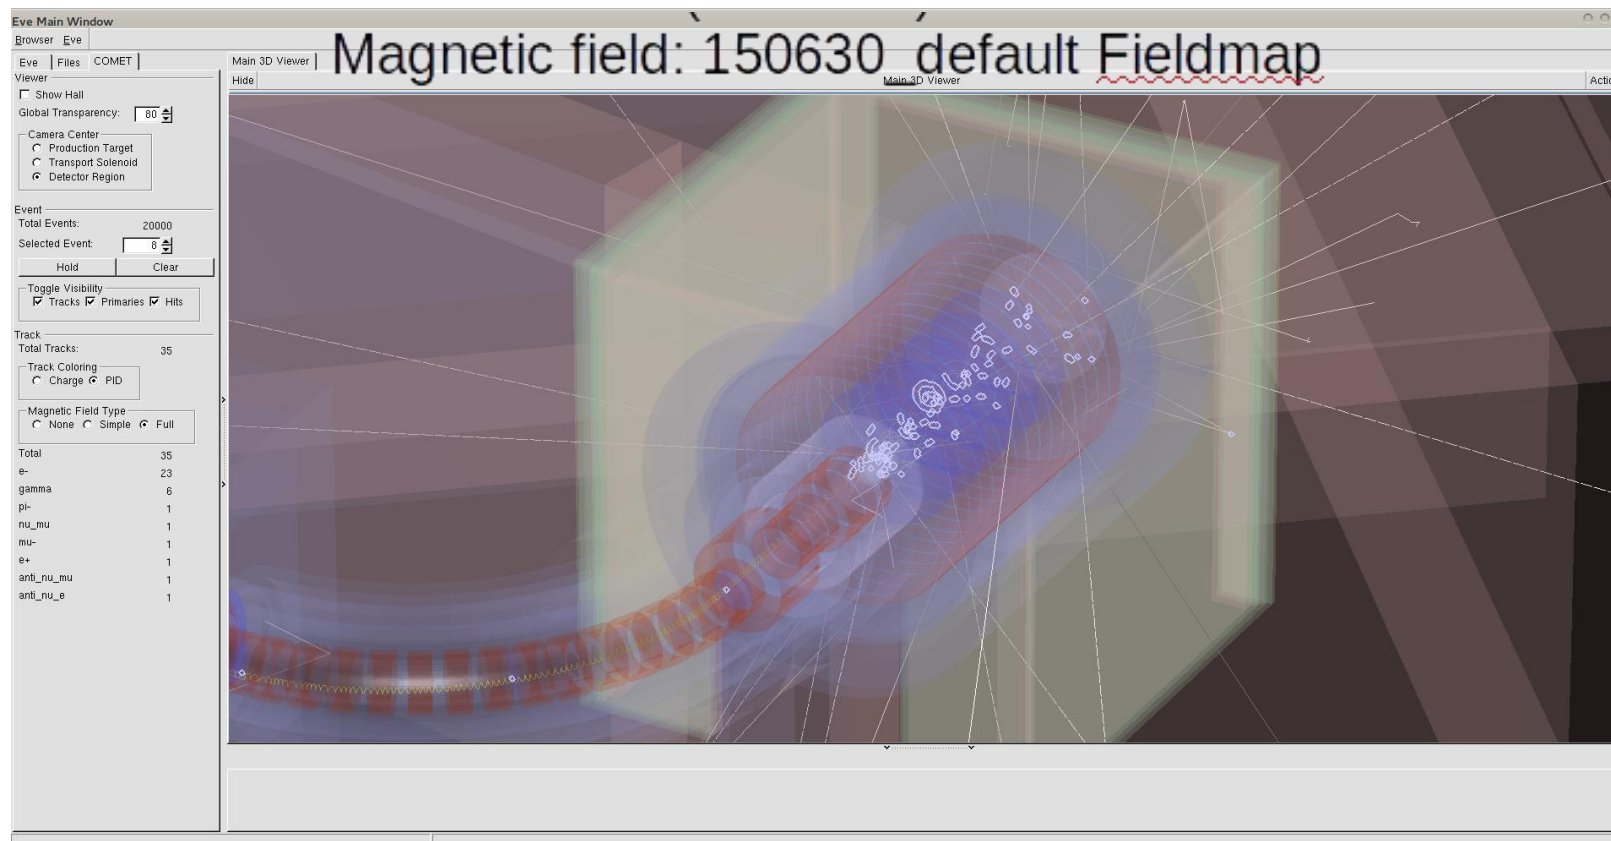 Eve Main Window
Browser Eve
Magnetic field: 150630 default Fieldmap
Eve Files COMET
Main 3D Viewer
Hide
Main 3D Viewer
Viewer
Show Hall
Global Transparency: 80
Camera Center
Production Target
Transport Solenoid
Detector Region
Event
Total Events: 20000
Selected Event: 8
Hold Clear
Toggle Visibility
Tracks Primaries Hits
Track
Total Tracks: 35
Track Coloring
Charge PID
Magnetic Field Type
None Simple Full
Total 35
e- 23
gamma 6
pi- 1
nu_mu 1
mu- 1
e+ 1
anti_nu_mu 1
anti_nu_e 1